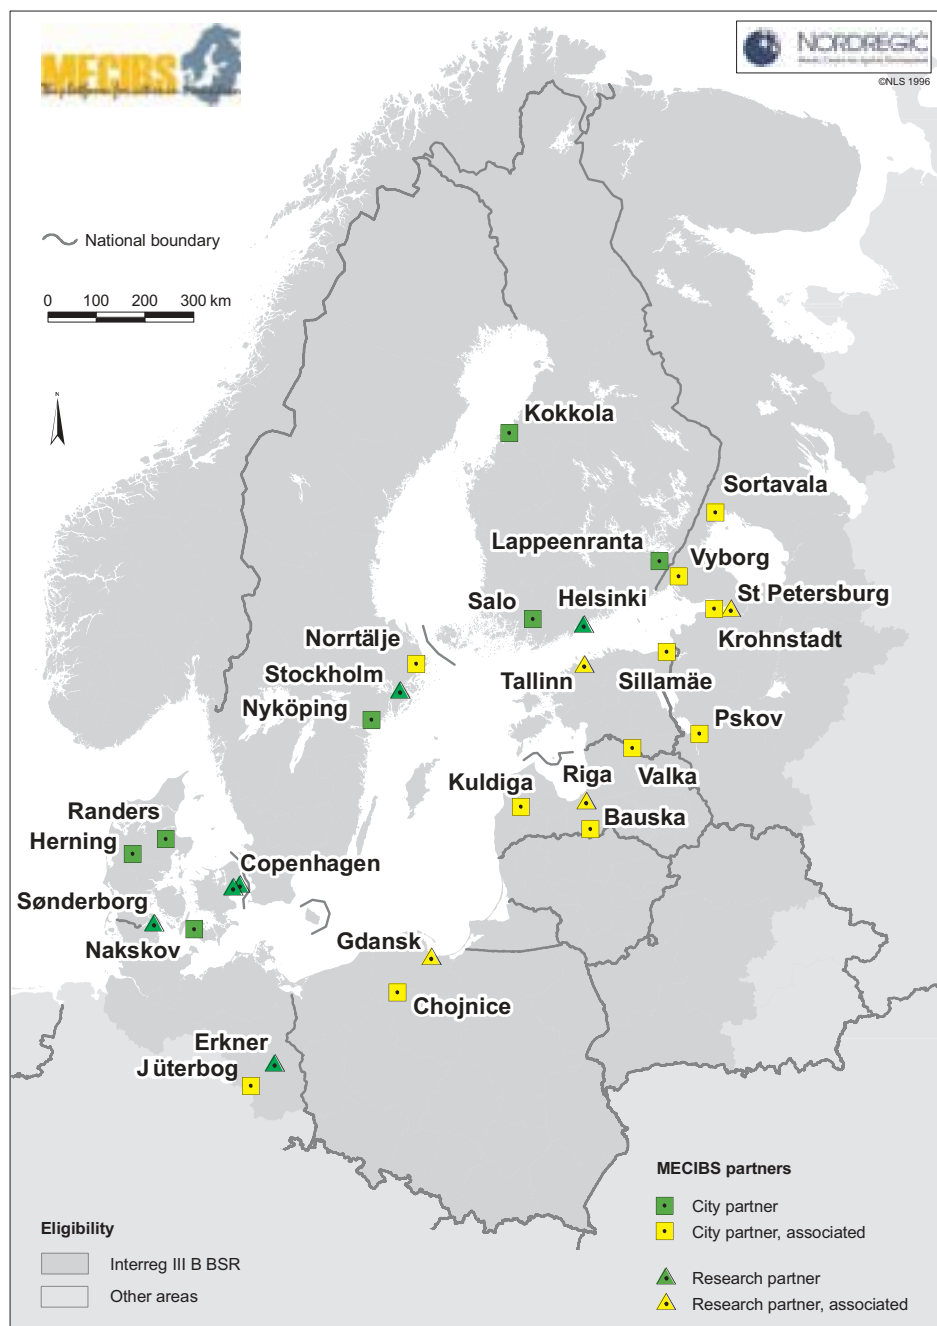 MECIBS
NORDREGIO
©NLS 1996
National boundary
0 100 200 300 km
N
Kokkola
Sortavala
Lappeenranta
Vyborg
Salo
Helsinki
St Petersburg
Krohnstadt
Norrtälje
Stockholm
Tallinn
Sillamäe
Nyköping
Pskov
Kuldiga
Riga
Valka
Bauska
Randers
Herning
Copenhagen
Sønderborg
Nakskov
Gdansk
Chojnice
Erkner
Jüterbog
MECIBS partners
City partner
City partner, associated
Research partner
Research partner, associated
Eligibility
Interreg III B BSR
Other areas